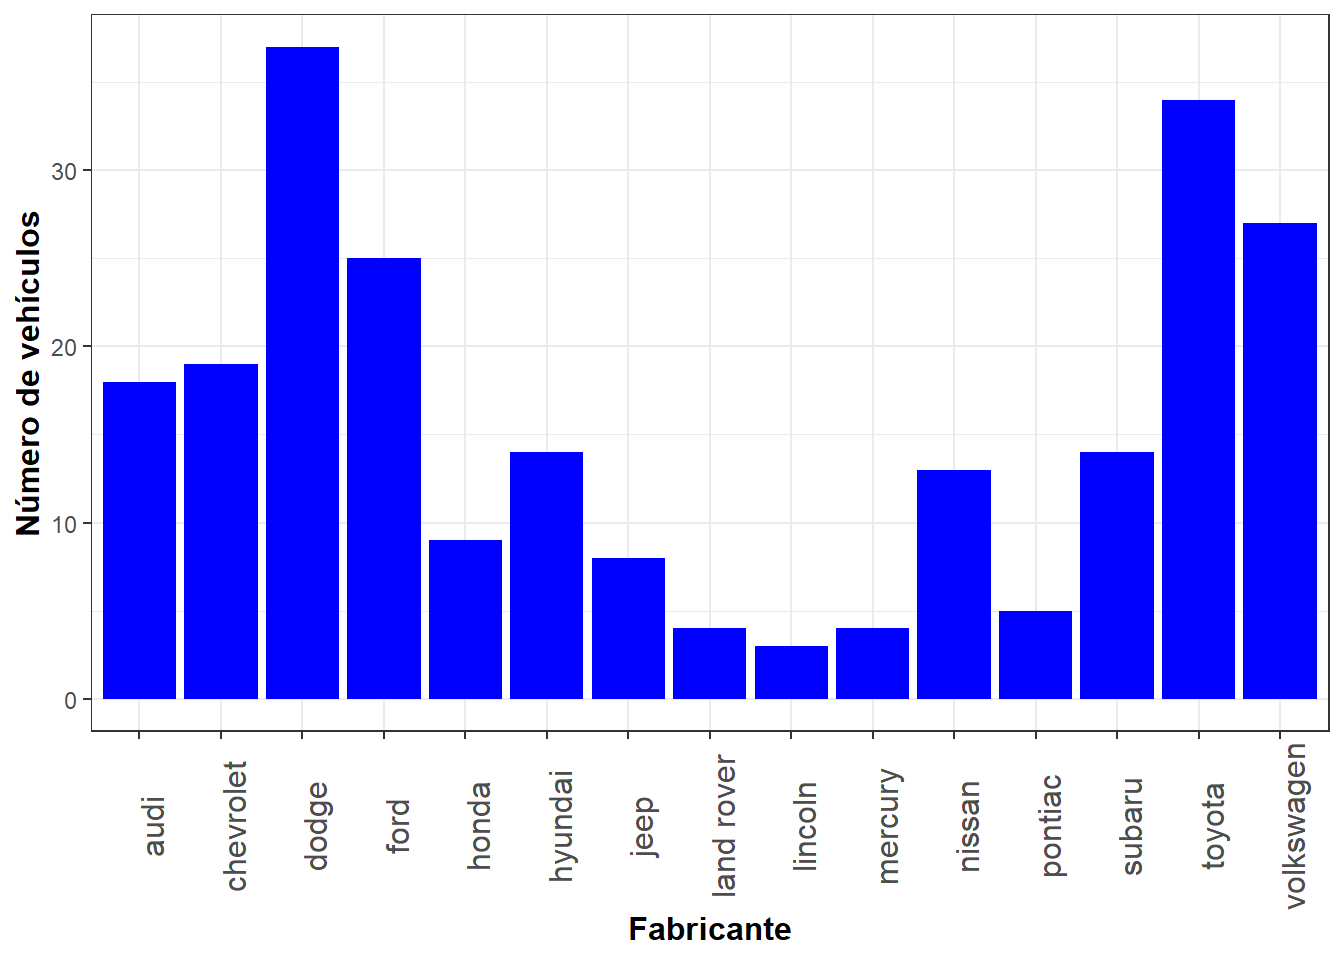 Número de vehículos
30
20
10
0
audi
chevrolet
dodge
ford
honda
hyundai
jeep
land rover
lincoln
mercury
nissan
pontiac
subaru
toyota
volkswagen
Fabricante